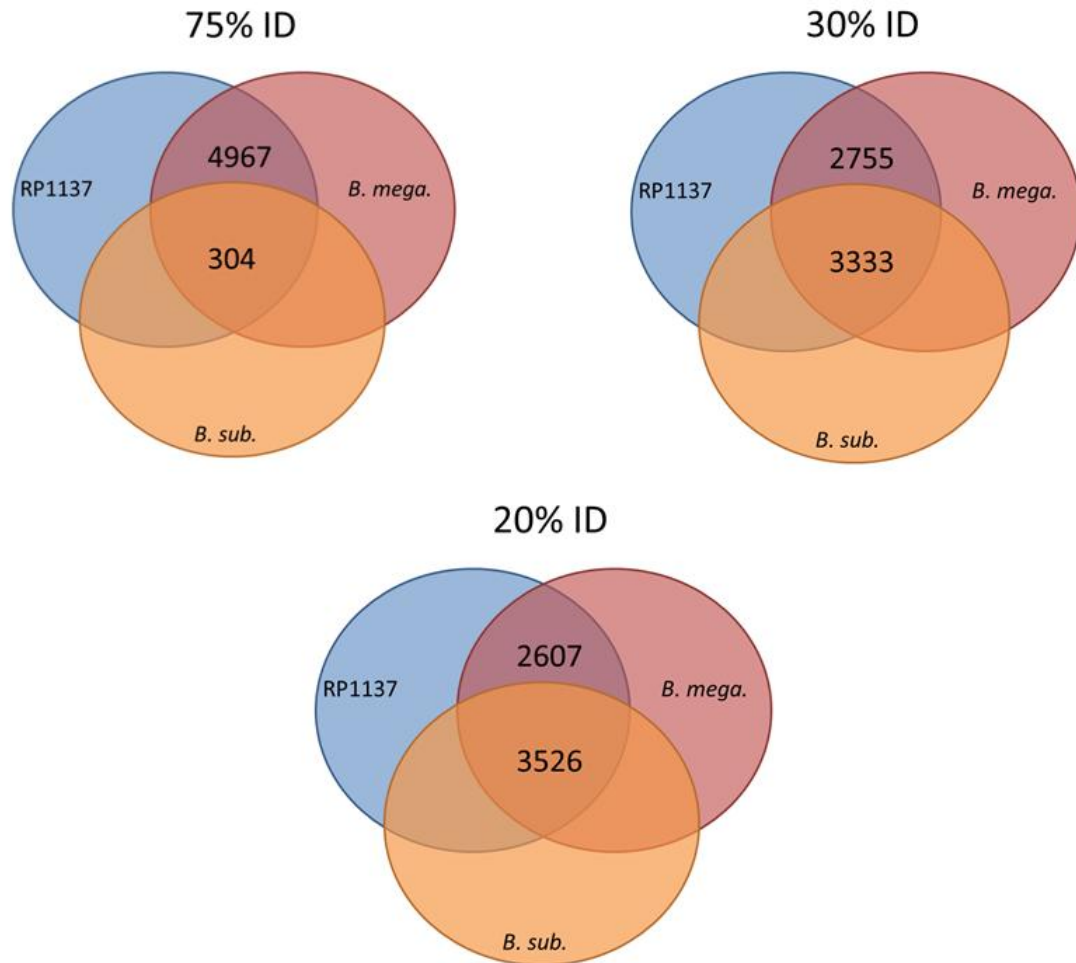 75% ID
4967
RP1137
B. mega.
304
B. sub.
30% ID
2755
RP1137
B. mega.
3333
B. sub.
20% ID
2607
RP1137
B. mega.
3526
B. sub.